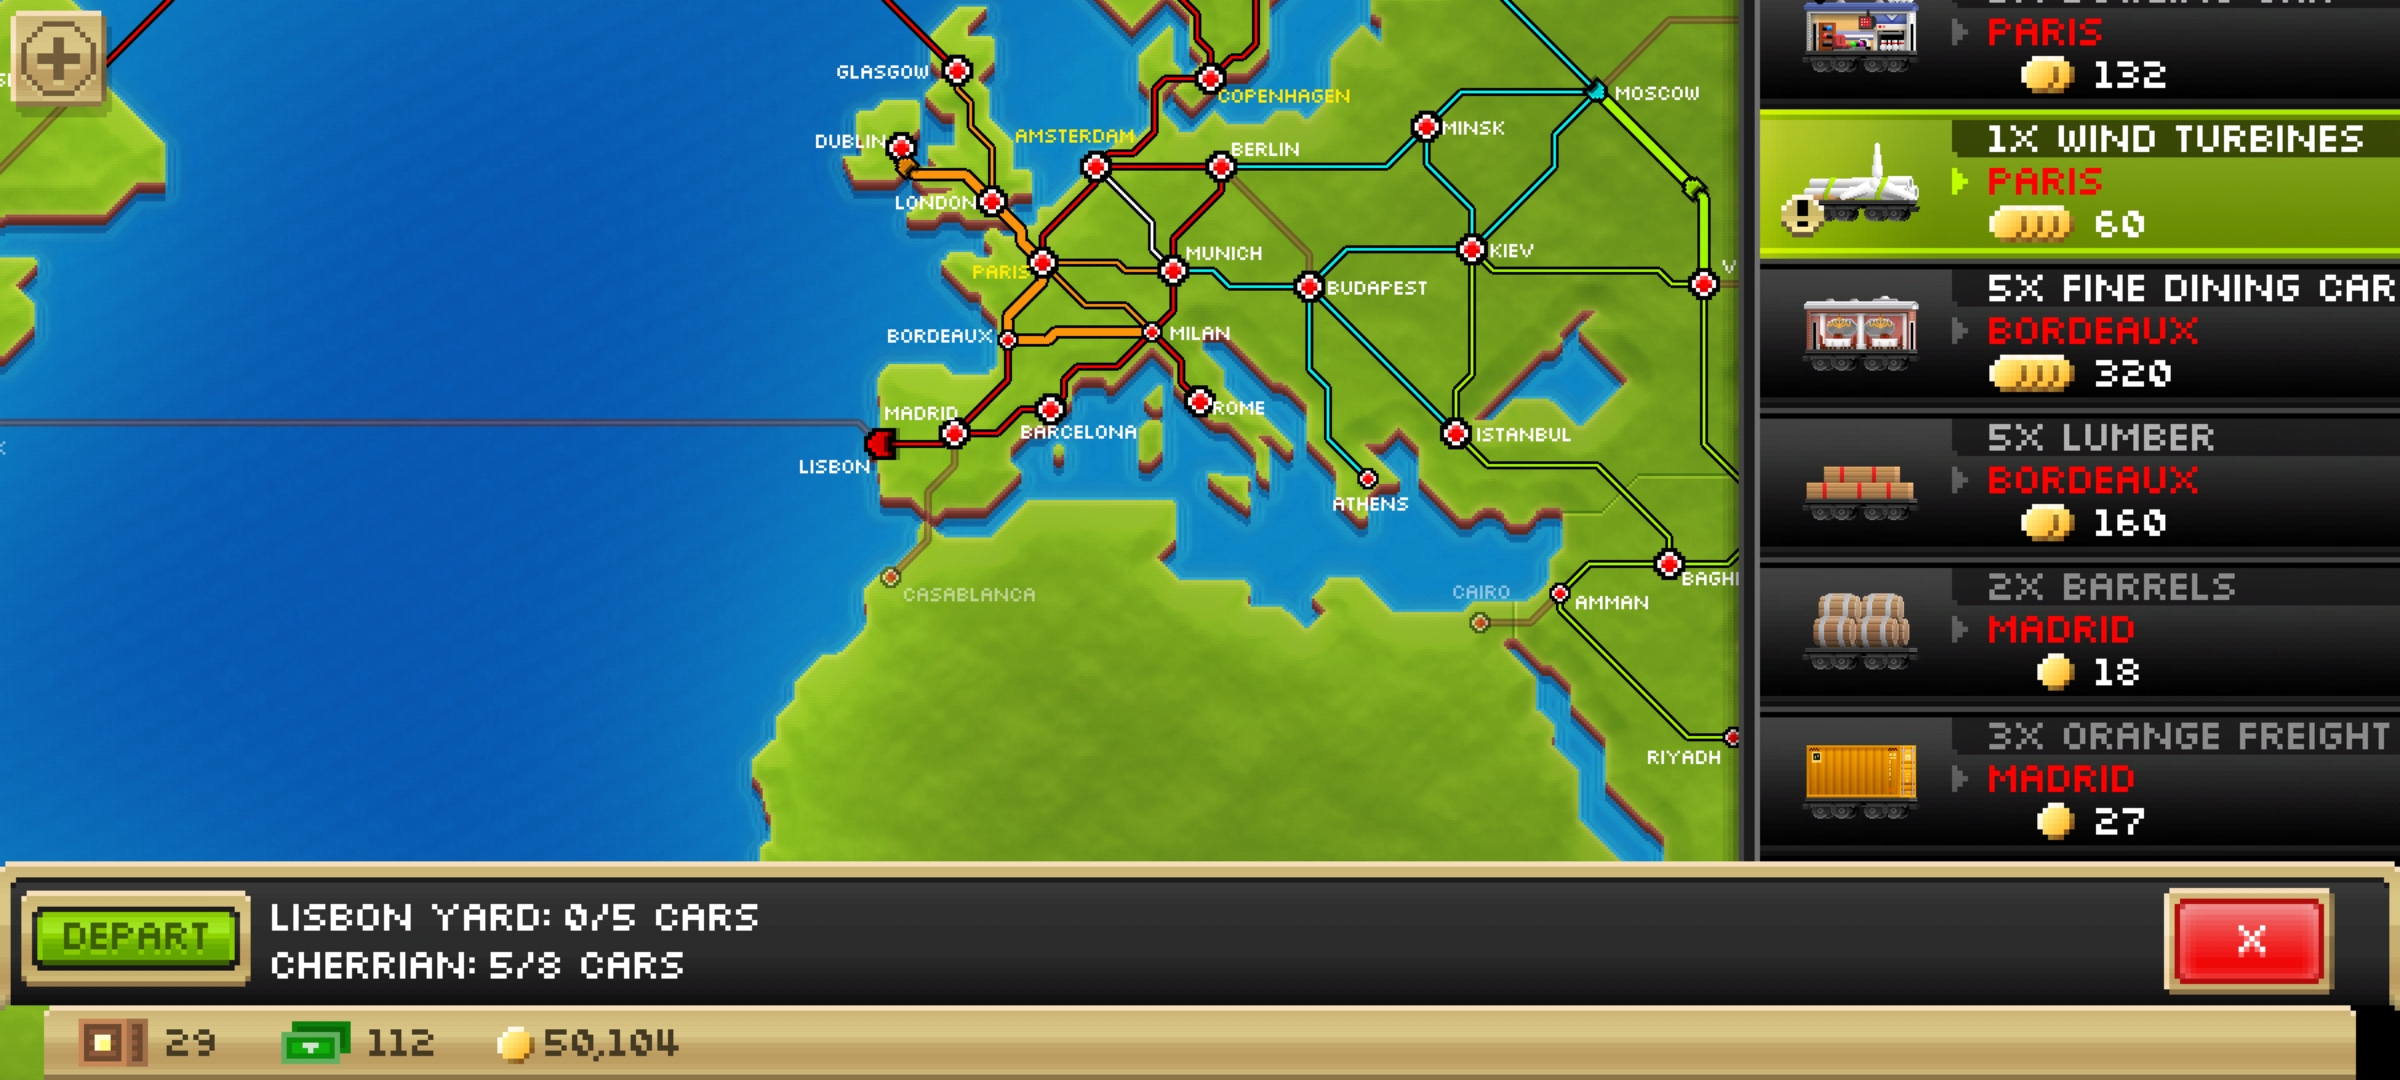 GLASGOW
COPENHAGEN
MOSCOW
MINSK
DUBLIN
AMSTERDAM
BERLIN
LONDON
MUNICH
KIEV
PARIS
BUDAPEST
V
BORDEAUX
MILAN
MADRID
ROME
BARCELONA
ISTANBUL
LISBON
ATHENS
CASABLANCA
CAIRO
BAGH
AMMAN
RIYADH
PARIS
132
1X WIND TURBINES
PARIS
60
5X FINE DINING CAR
BORDEAUX
320
5X LUMBER
BORDEAUX
160
2X BARRELS
MADRID
18
3X ORANGE FREIGHT
MADRID
27
DEPART
LISBON YARD: 0/5 CARS
CHERRIAN: 5/8 CARS
X
29
112
50,104